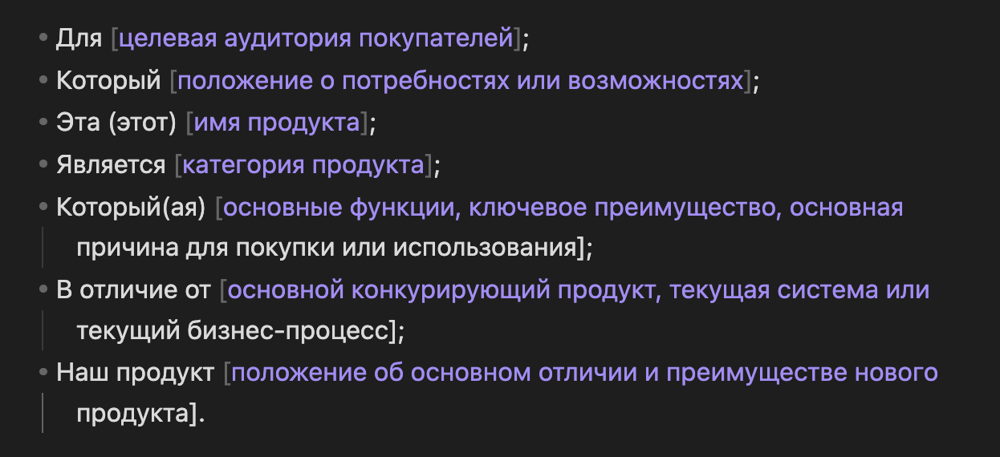 • Для [целевая аудитория покупателей];
• Который [положение о потребностях или возможностях];
• Эта (этот) [имя продукта];
• Является [категория продукта];
• Который(ая) [основные функции, ключевое преимущество, основная
причина для покупки или использования];
• В отличие от [основной конкурирующий продукт, текущая система или
текущий бизнес-процесс];
• Наш продукт [положение об основном отличии и преимуществе нового
продукта].